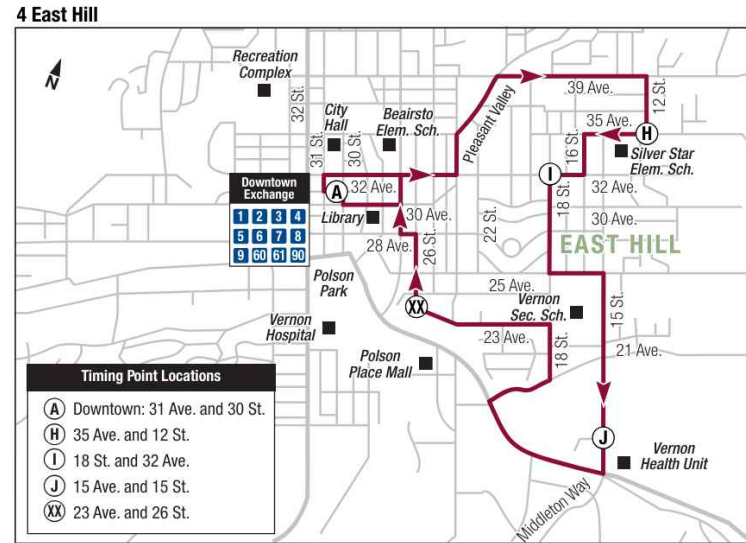 4 East Hill
N
Recreation
Complex
32 St.
City
Hall
31 St.
30 St.
Beairsto
Elem. Sch.
Pleasant Valley
39 Ave.
12 St.
35 Ave.
H
16 St.
Silver Star
Elem. Sch.
Downtown
Exchange
1 2 3 4
5 6 7 8
9 60 61 90
A
32 Ave.
I
18 St.
32 Ave.
Library
30 Ave.
30 Ave.
28 Ave.
26 St.
22 St.
EAST HILL
Polson
Park
25 Ave.
XX
Vernon
Sec. Sch.
15 St.
Vernon
Hospital
23 Ave.
18 St.
21 Ave.
Polson
Place Mall
J
Vernon
Health Unit
Middleton Way
Timing Point Locations
A Downtown: 31 Ave. and 30 St.
H 35 Ave. and 12 St.
I 18 St. and 32 Ave.
J 15 Ave. and 15 St.
XX 23 Ave. and 26 St.